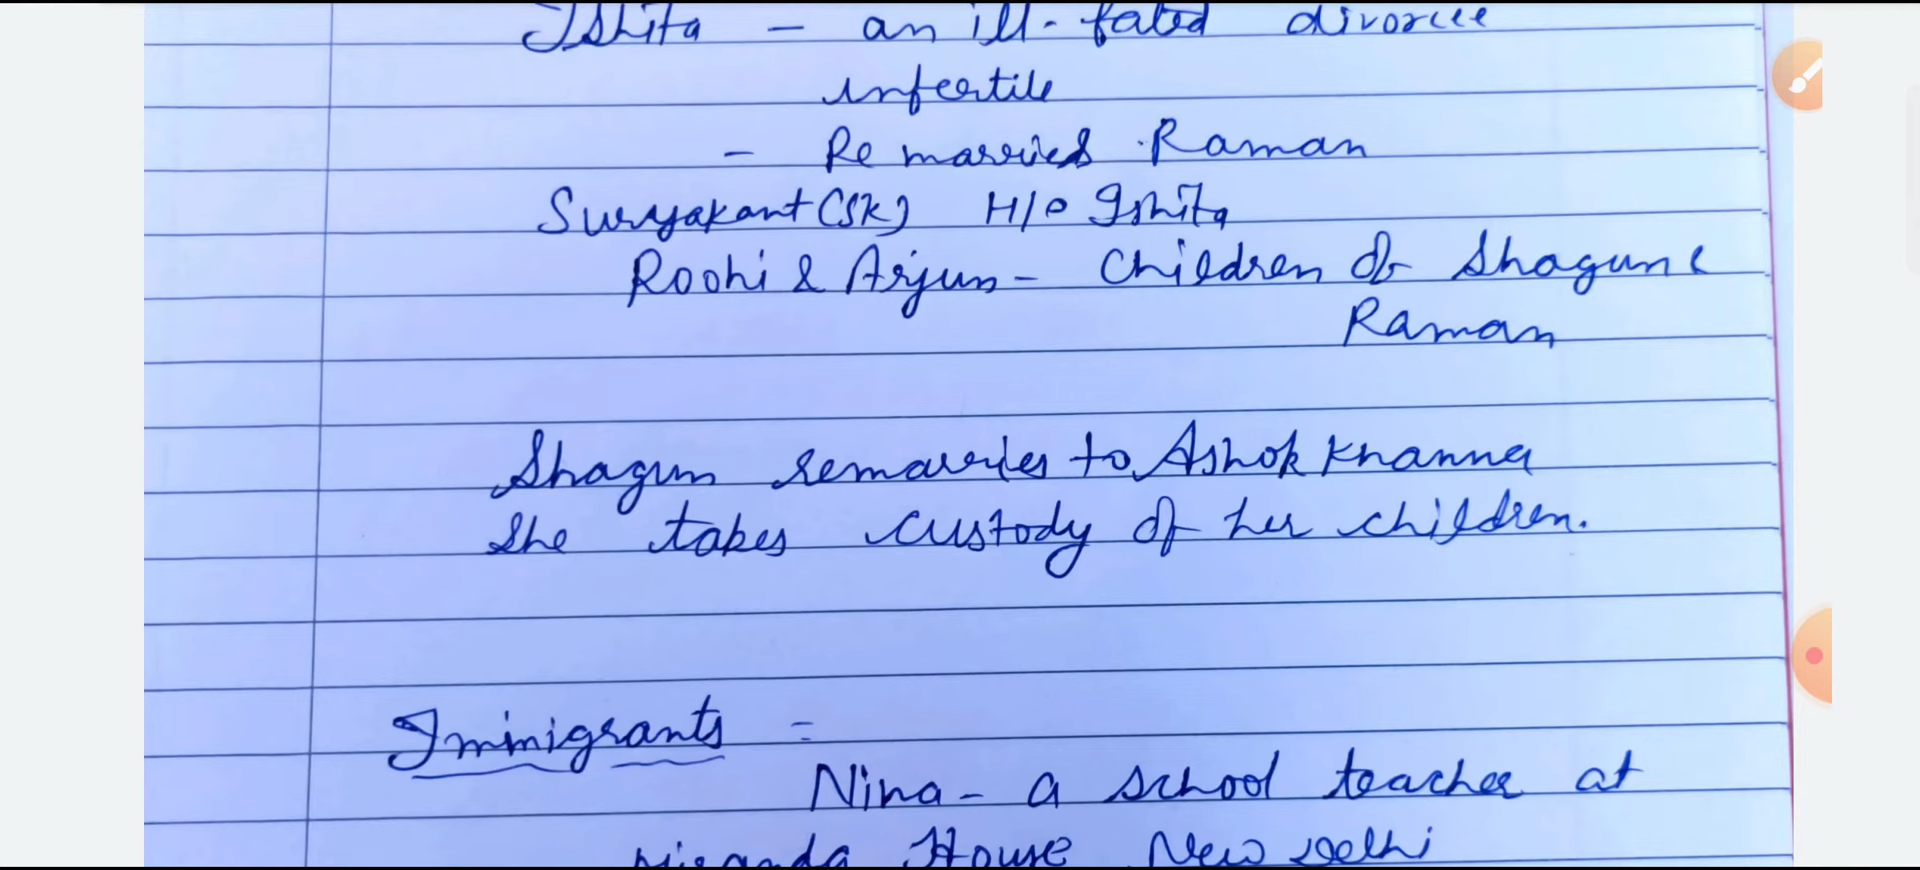 Ishita - an ill-fated divorcee
infertile
- Remarried Raman
Suryakant (SK) H/O Ishita
Roohi & Arjun - Children of Shagun &
Raman
Shagun remarries to Ashok Khanna
She takes custody of her children.
Immigrants =
Nina - a school teacher at
Miranda House New Delhi